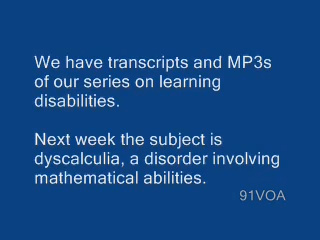 We have transcripts and MP3s
of our series on learning
disabilities.
Next week the subject is
dyscalculia, a disorder involving
mathematical abilities.
91VOA